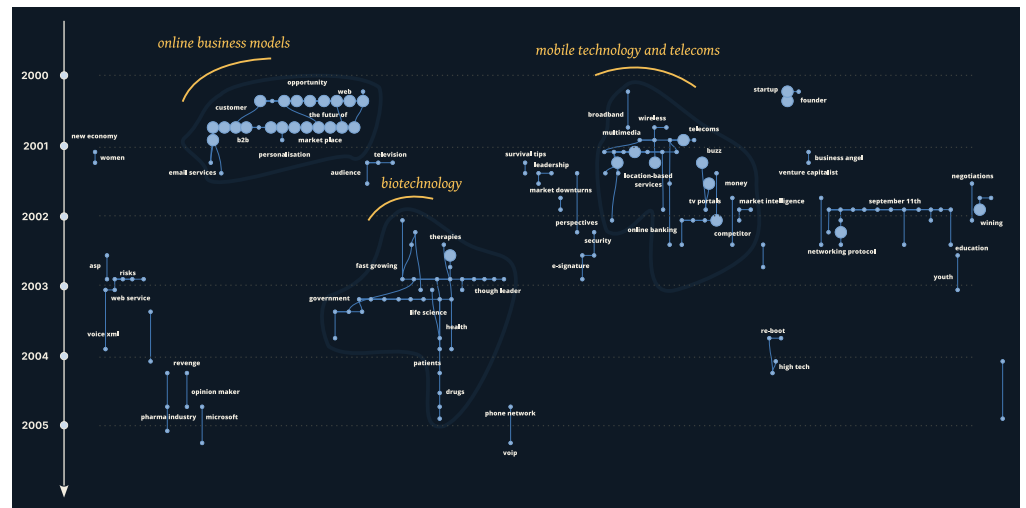 online business models
mobile technology and telecoms
2000
opportunity
web
startup
founder
customer
the future of
broadband
wireless
multimedia
telecoms
new economy
b2b
market place
2001
women
personalisation
television
survival tips
buzz
business angel
email services
audience
leadership
location-based
services
venture capitalist
biotechnology
market downturns
money
negotiations
tv portals
market intelligence
september 11th
2002
perspectives
online banking
competitor
wining
therapies
security
networking protocol
education
asp
risks
fast growing
e-signature
youth
2003
web service
government
though leader
life science
voice xml
health
re-boot
2004
revenge
patients
high tech
opinion maker
drugs
pharma industry
microsoft
phone network
2005
voip